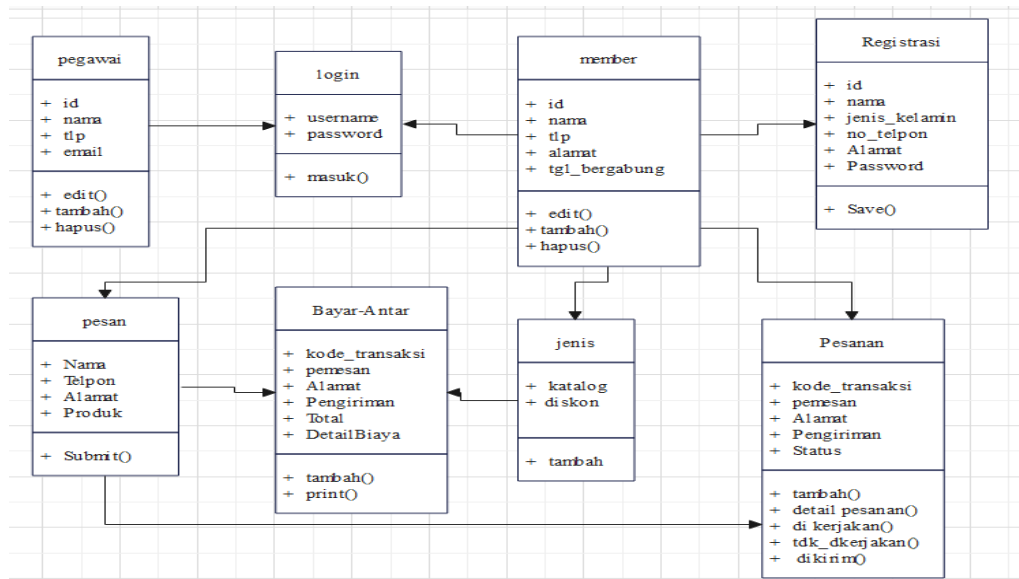 pegawai
+ id
+ nama
+ tlp
+ email
+ edit()
+ tambah()
+ hapus()
login
+ username
+ password
+ masuk()
member
+ id
+ nama
+ tlp
+ alamat
+ tgl_bergabung
+ edit()
+ tambah()
+ hapus()
Registrasi
+ id
+ nama
+ jenis_kelamin
+ no_telpon
+ Alamat
+ Password
+ Save()
pesan
+ Nama
+ Telpon
+ Alamat
+ Produk
+ Submit()
Bayar-Antar
+ kode_transaksi
+ pemesan
+ Alamat
+ Pengiriman
+ Total
+ DetailBiaya
+ tambah()
+ print()
jenis
+ katalog
+ diskon
+ tambah
Pesanan
+ kode_transaksi
+ pemesan
+ Alamat
+ Pengiriman
+ Status
+ tambah()
+ detail pesanan()
+ di kerjakan()
+ tdk_dkerjakan()
+ dikirim()